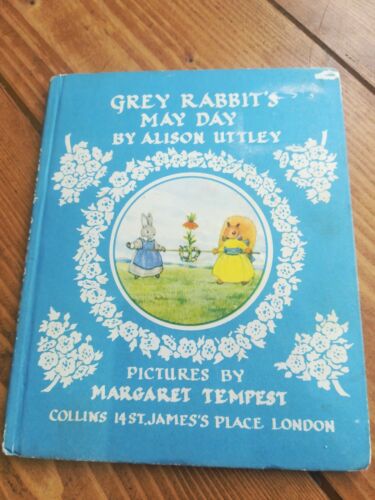 GREY RABBIT'S
MAY DAY
BY ALISON UTTLEY
PICTURES BY
MARGARET TEMPEST
COLLINS 14 ST. JAMES'S PLACE LONDON